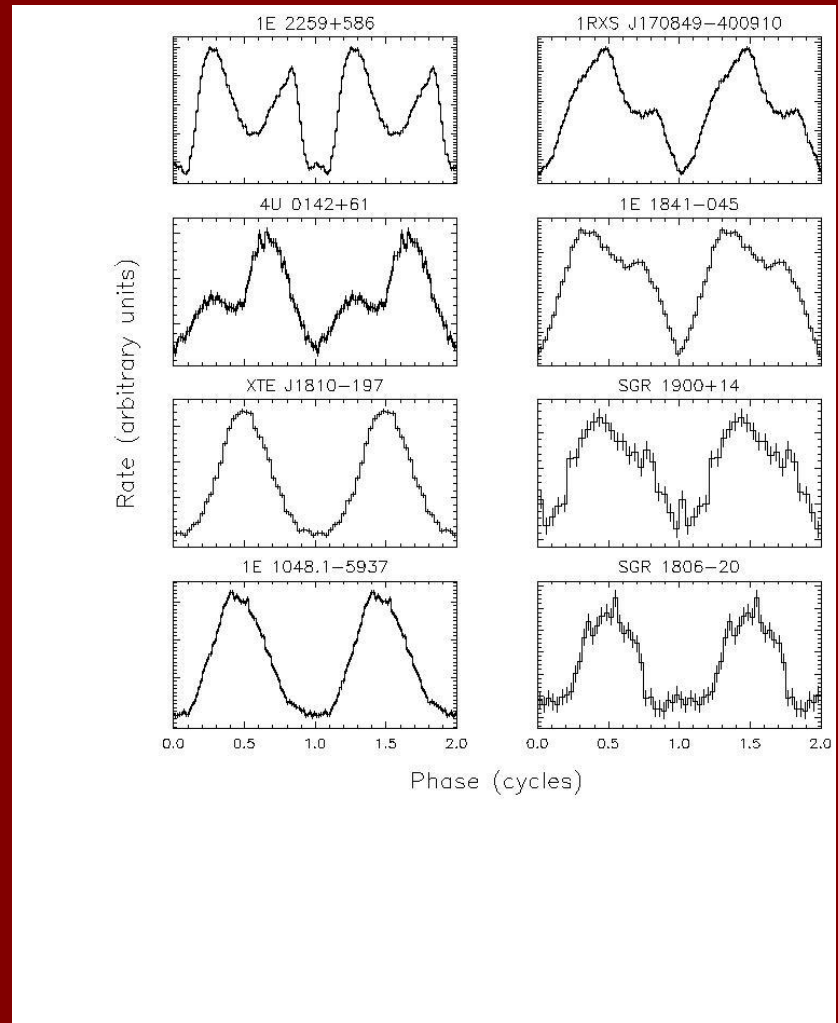 1E 2259+586
1RXS J170849-400910
4U 0142+61
1E 1841-045
XTE J1810-197
SGR 1900+14
1E 1048.1-5937
SGR 1806-20
Rate (arbitrary units)
0.0 0.5 1.0 1.5 2.0
0.0 0.5 1.0 1.5 2.0
Phase (cycles)